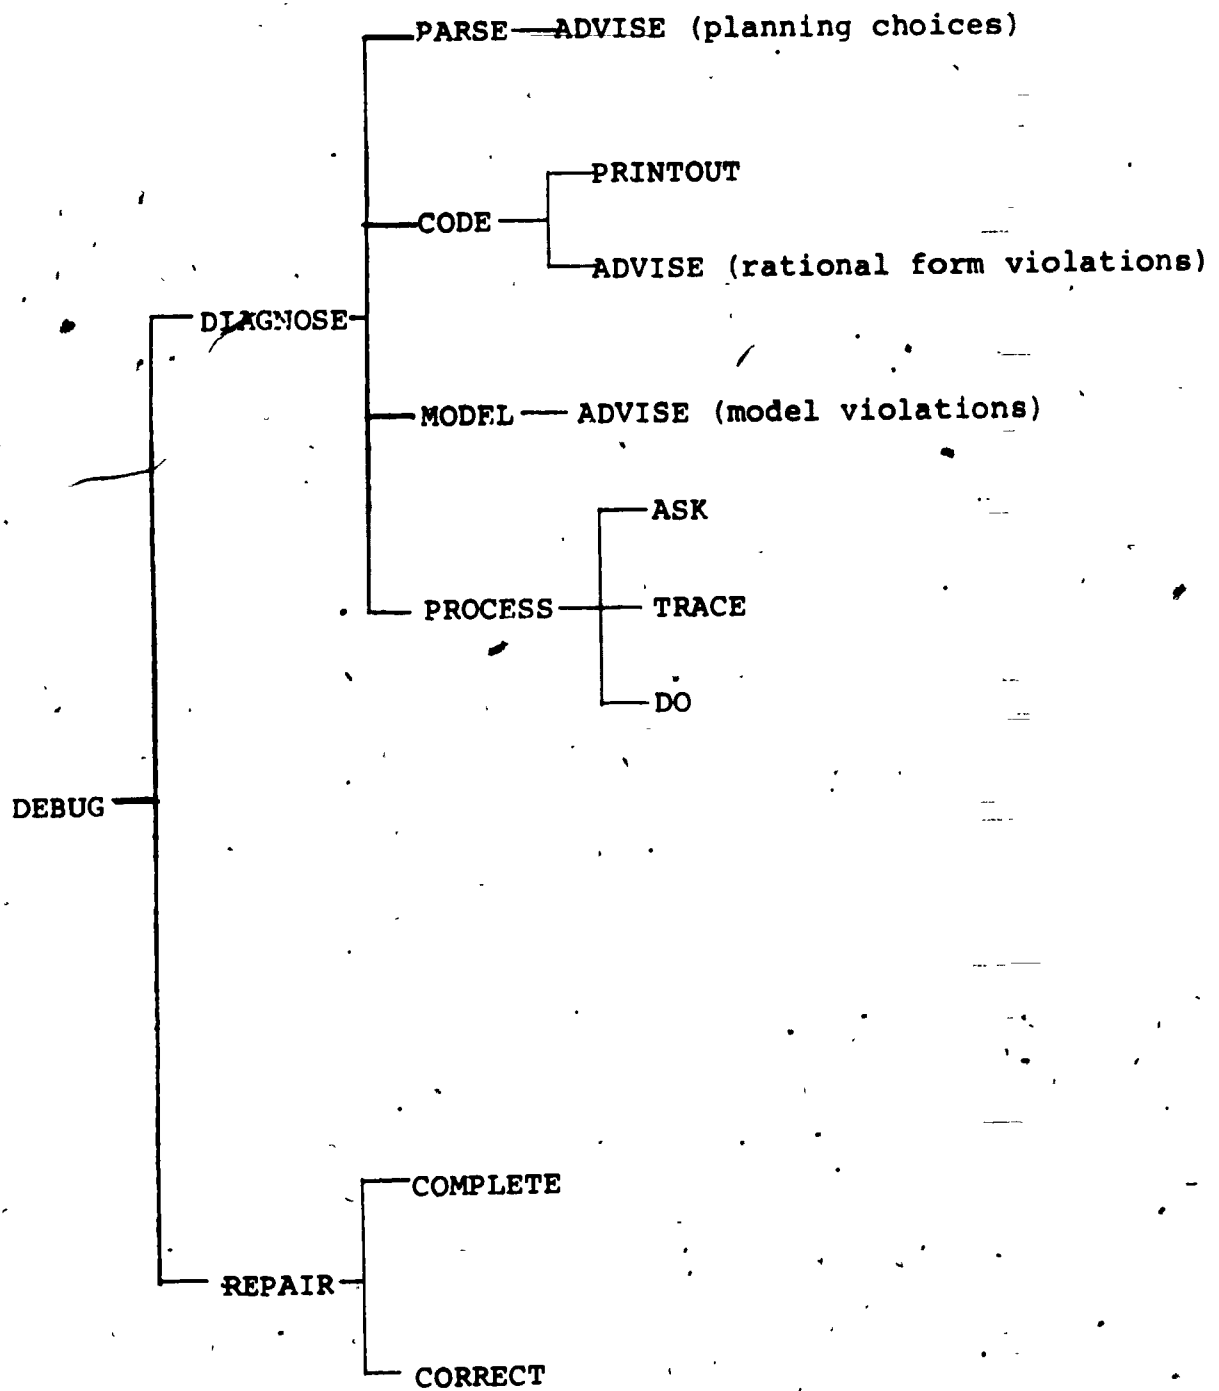 PARSE ADVISE (planning choices)
PRINTOUT
CODE
ADVISE (rational form violations)
DIAGNOSE
MODEL ADVISE (model violations)
ASK
PROCESS TRACE
DO
DEBUG
COMPLETE
REPAIR
CORRECT